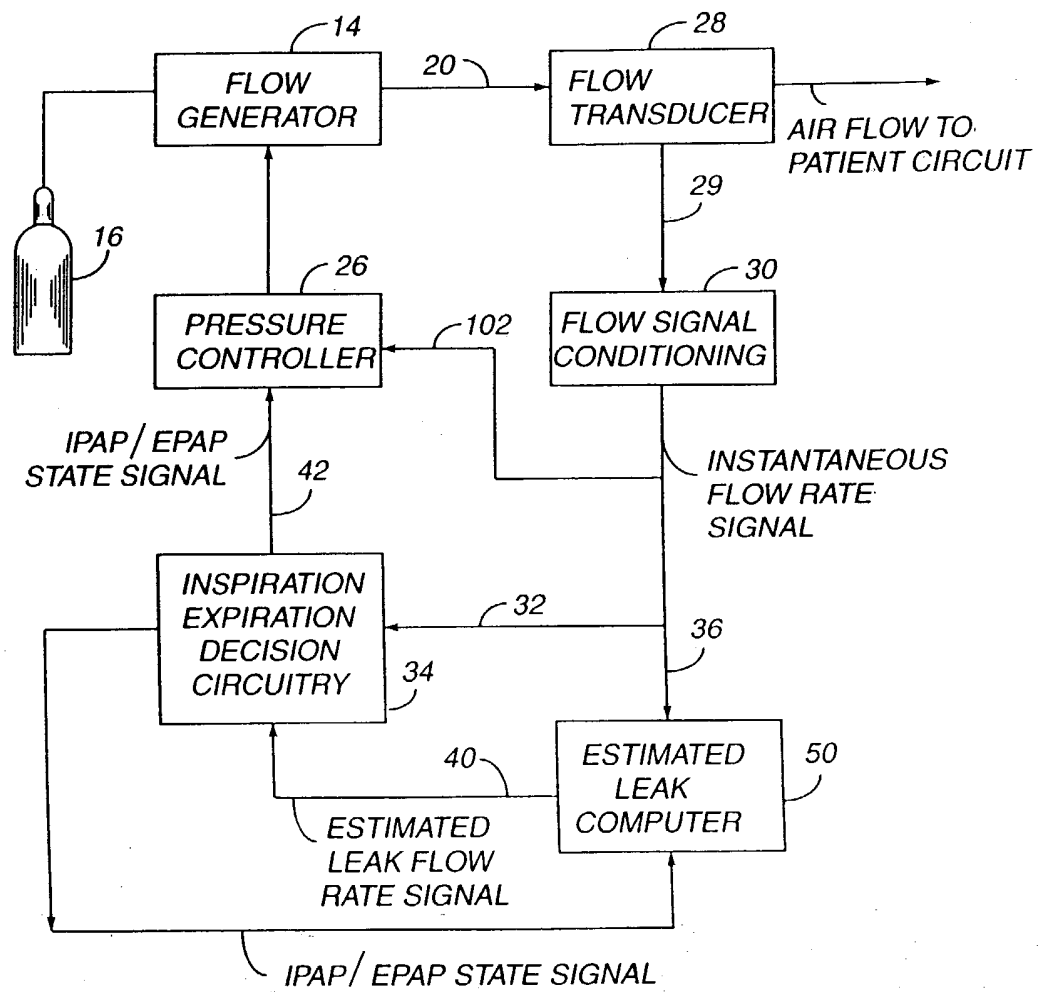 14
28
FLOW
GENERATOR
20
FLOW
TRANSDUCER
AIR FLOW TO
PATIENT CIRCUIT
29
16
26
30
PRESSURE
CONTROLLER
102
FLOW SIGNAL
CONDITIONING
IPAP/EPAP
STATE SIGNAL
42
INSTANTANEOUS
FLOW RATE
SIGNAL
INSPIRATION
EXPIRATION
DECISION
CIRCUITRY
32
34
36
40
ESTIMATED
LEAK
COMPUTER
50
ESTIMATED
LEAK FLOW
RATE SIGNAL
IPAP/EPAP STATE SIGNAL